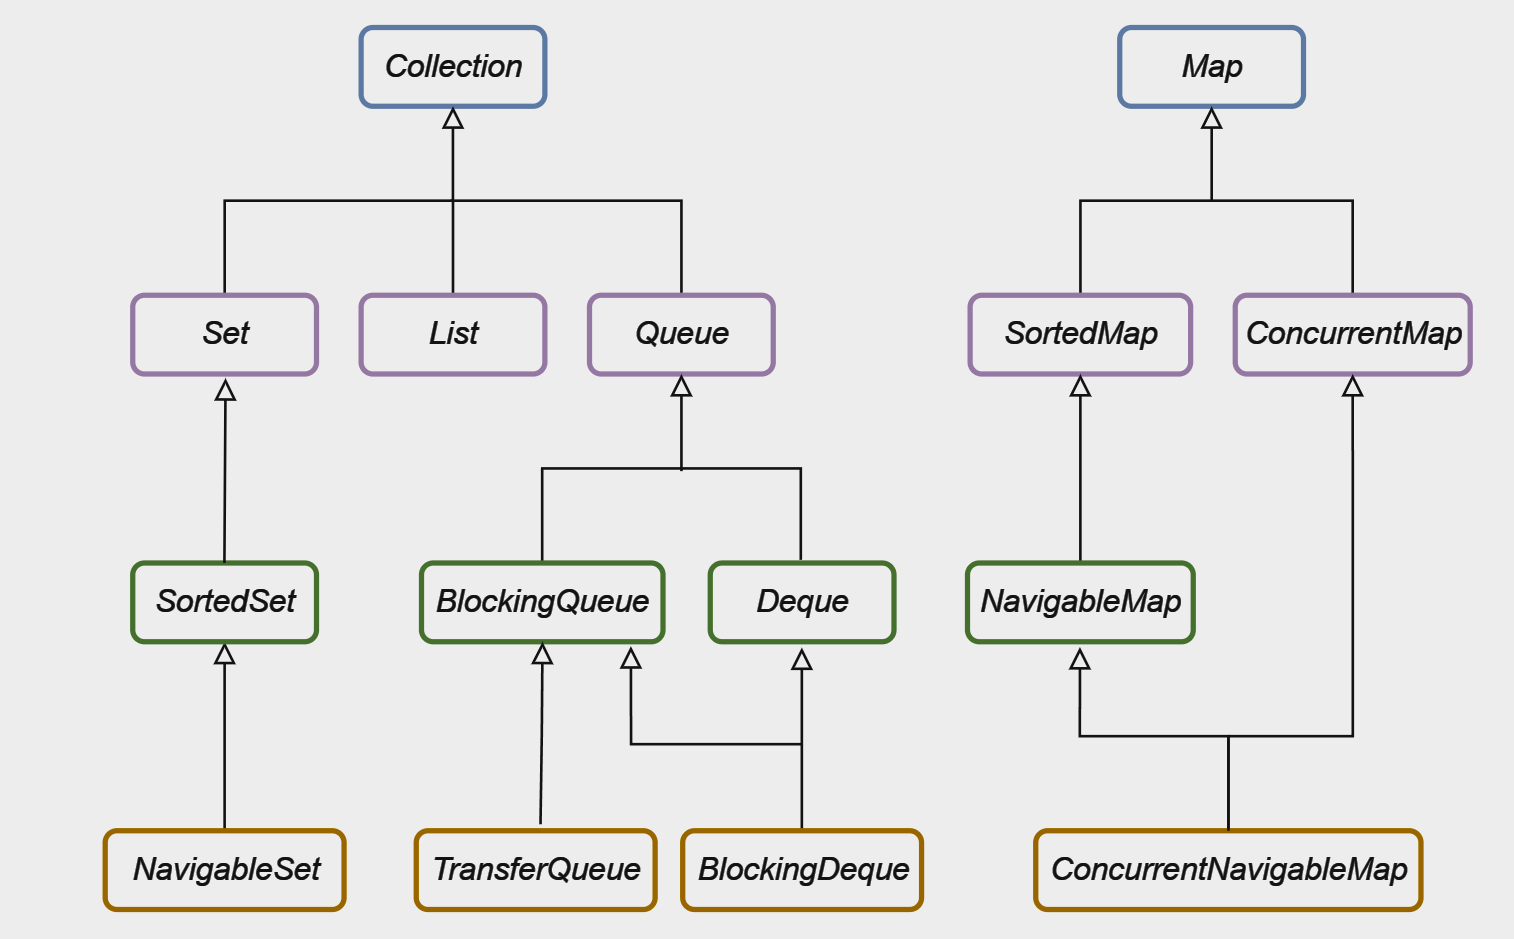 Collection
Map
Set
List
Queue
SortedMap
ConcurrentMap
SortedSet
BlockingQueue
Deque
NavigableMap
NavigableSet
TransferQueue
BlockingDeque
ConcurrentNavigableMap